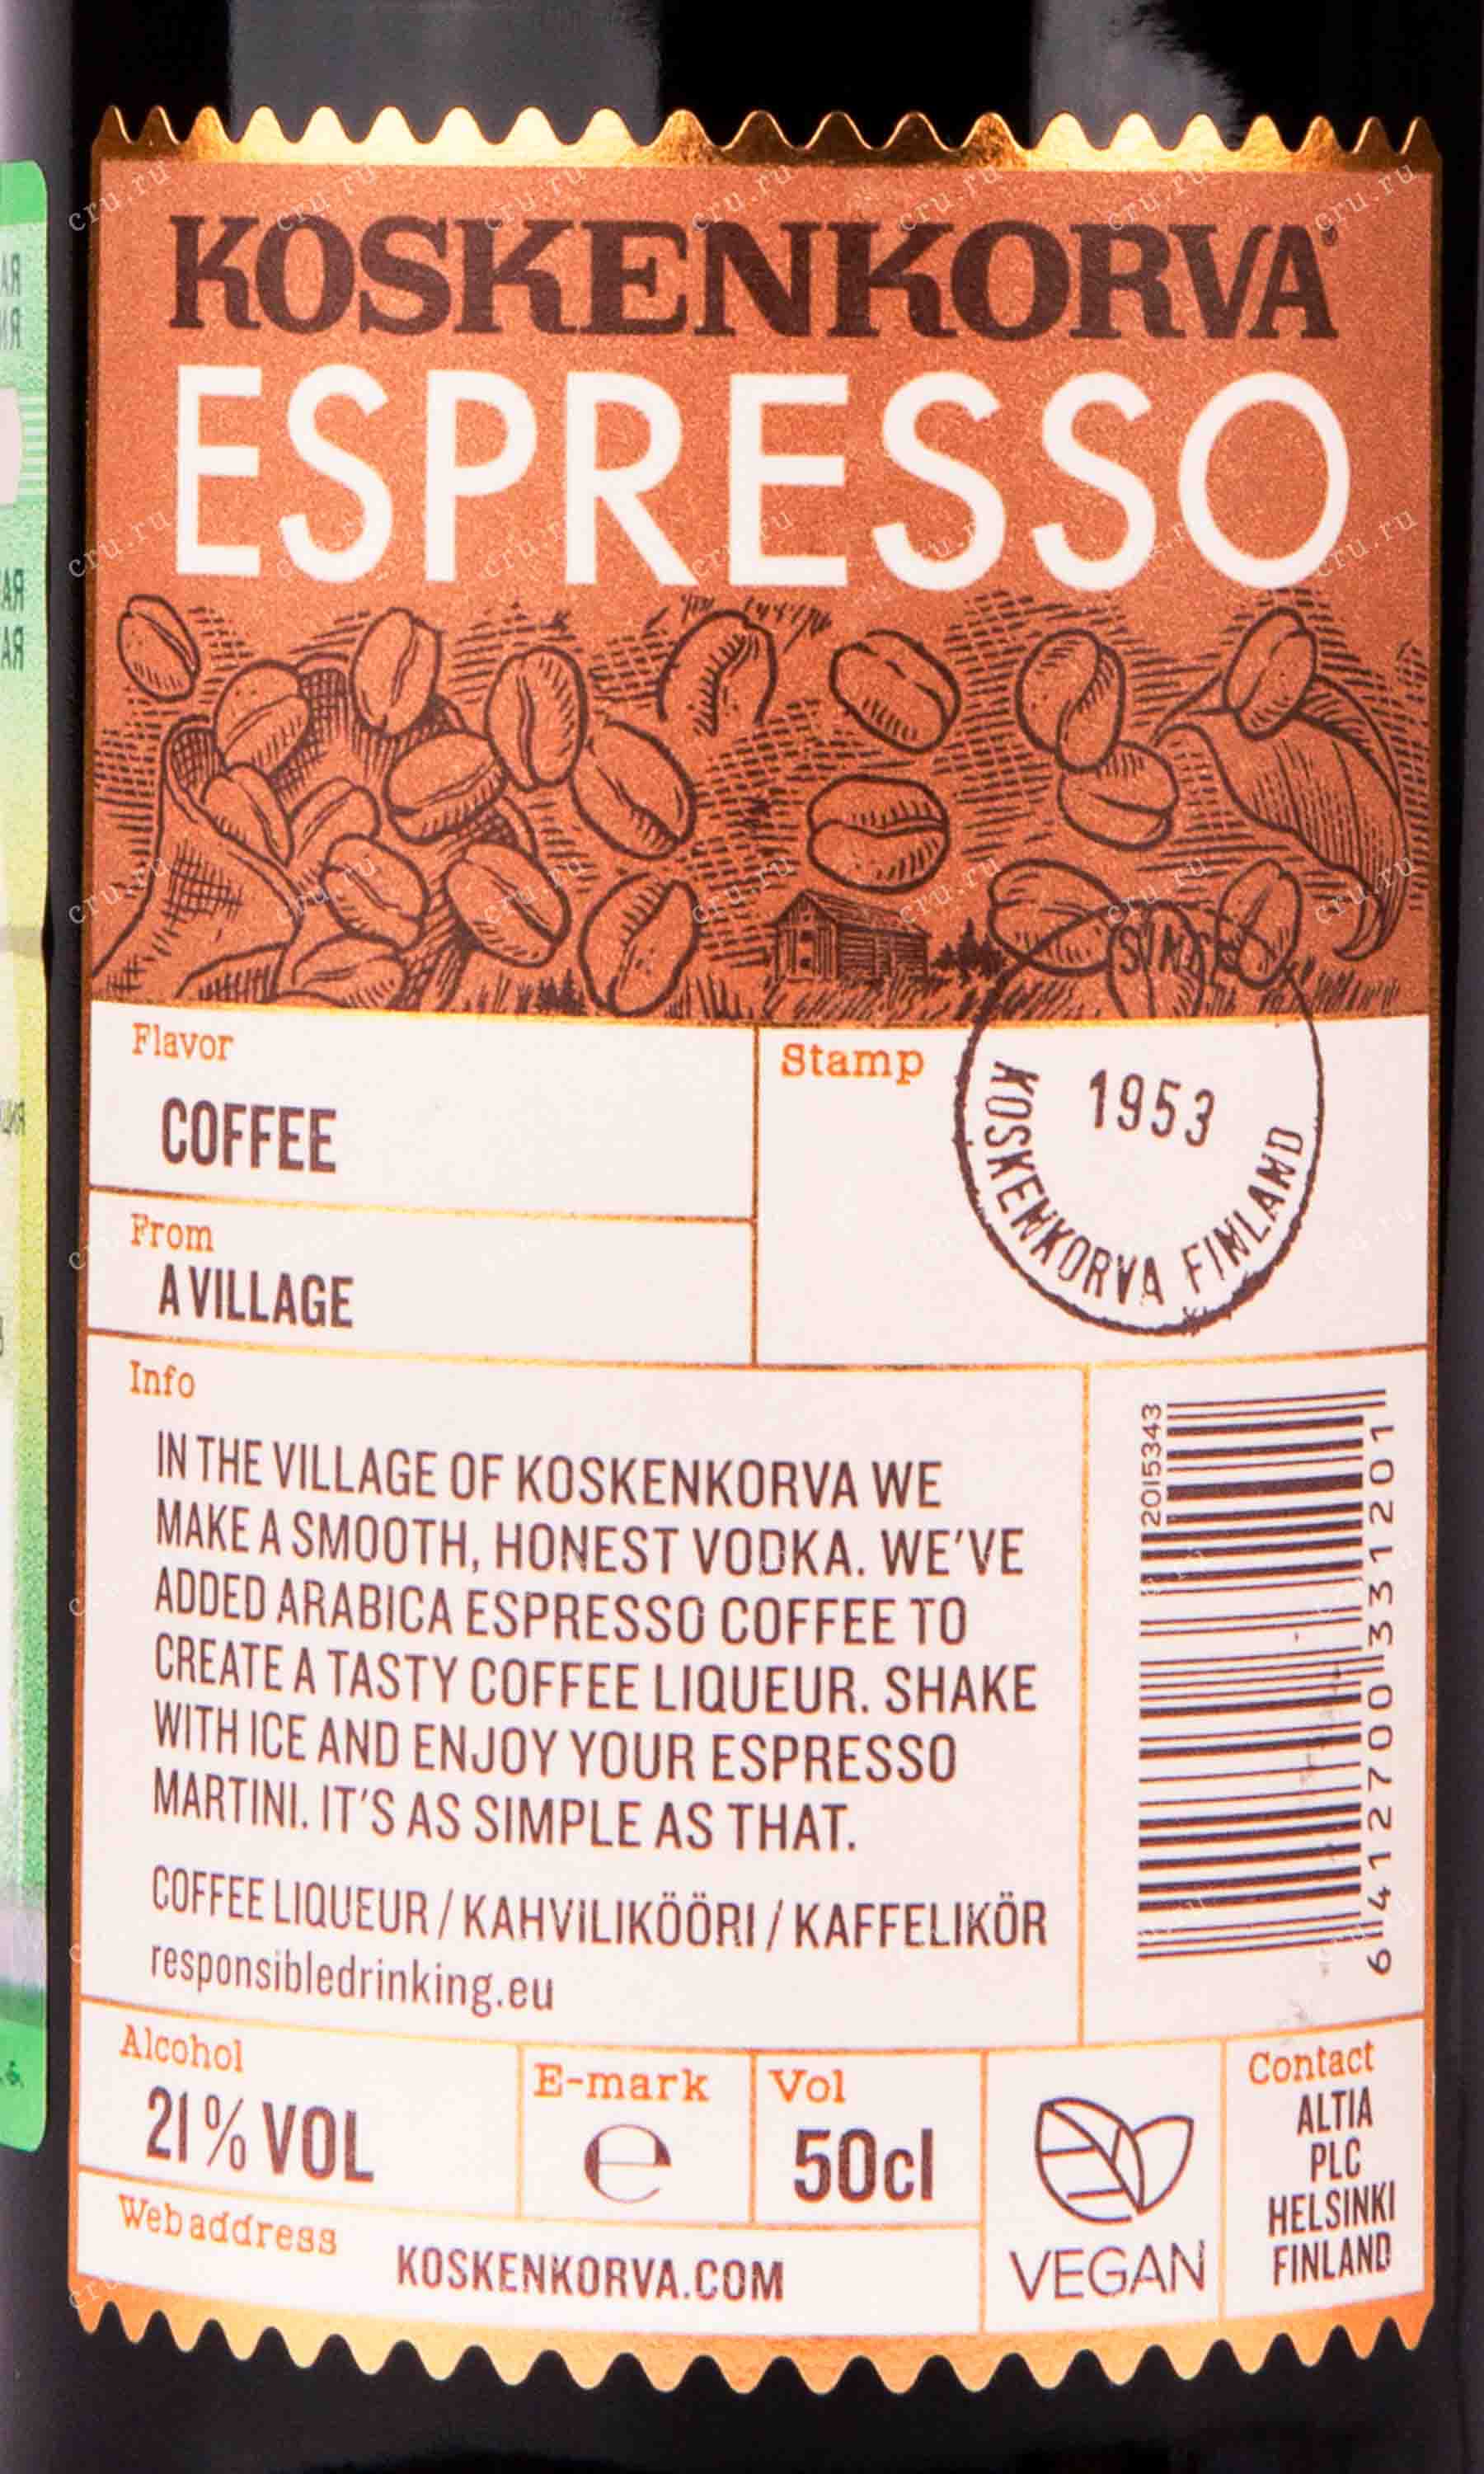 KOSKENKORVA
ESPRESSO
Flavor
COFFEE
From
A VILLAGE
Stamp
SINCE
1953
KOSKENKORVA FINLAND
Info
IN THE VILLAGE OF KOSKENKORVA WE
MAKE A SMOOTH, HONEST VODKA. WE'VE
ADDED ARABICA ESPRESSO COFFEE TO
CREATE A TASTY COFFEE LIQUEUR. SHAKE
WITH ICE AND ENJOY YOUR ESPRESSO
MARTINI. IT'S AS SIMPLE AS THAT.
COFFEE LIQUEUR / KAHVILIKÖÖRI / KAFFELIKÖR
responsibledrinking.eu
2015343
6 412700 331201
Alcohol
21% VOL
E-mark
e
Vol
50cl
VEGAN
Contact
ALTIA
PLC
HELSINKI
FINLAND
Webaddress
KOSKENKORVA.COM
cru.ru